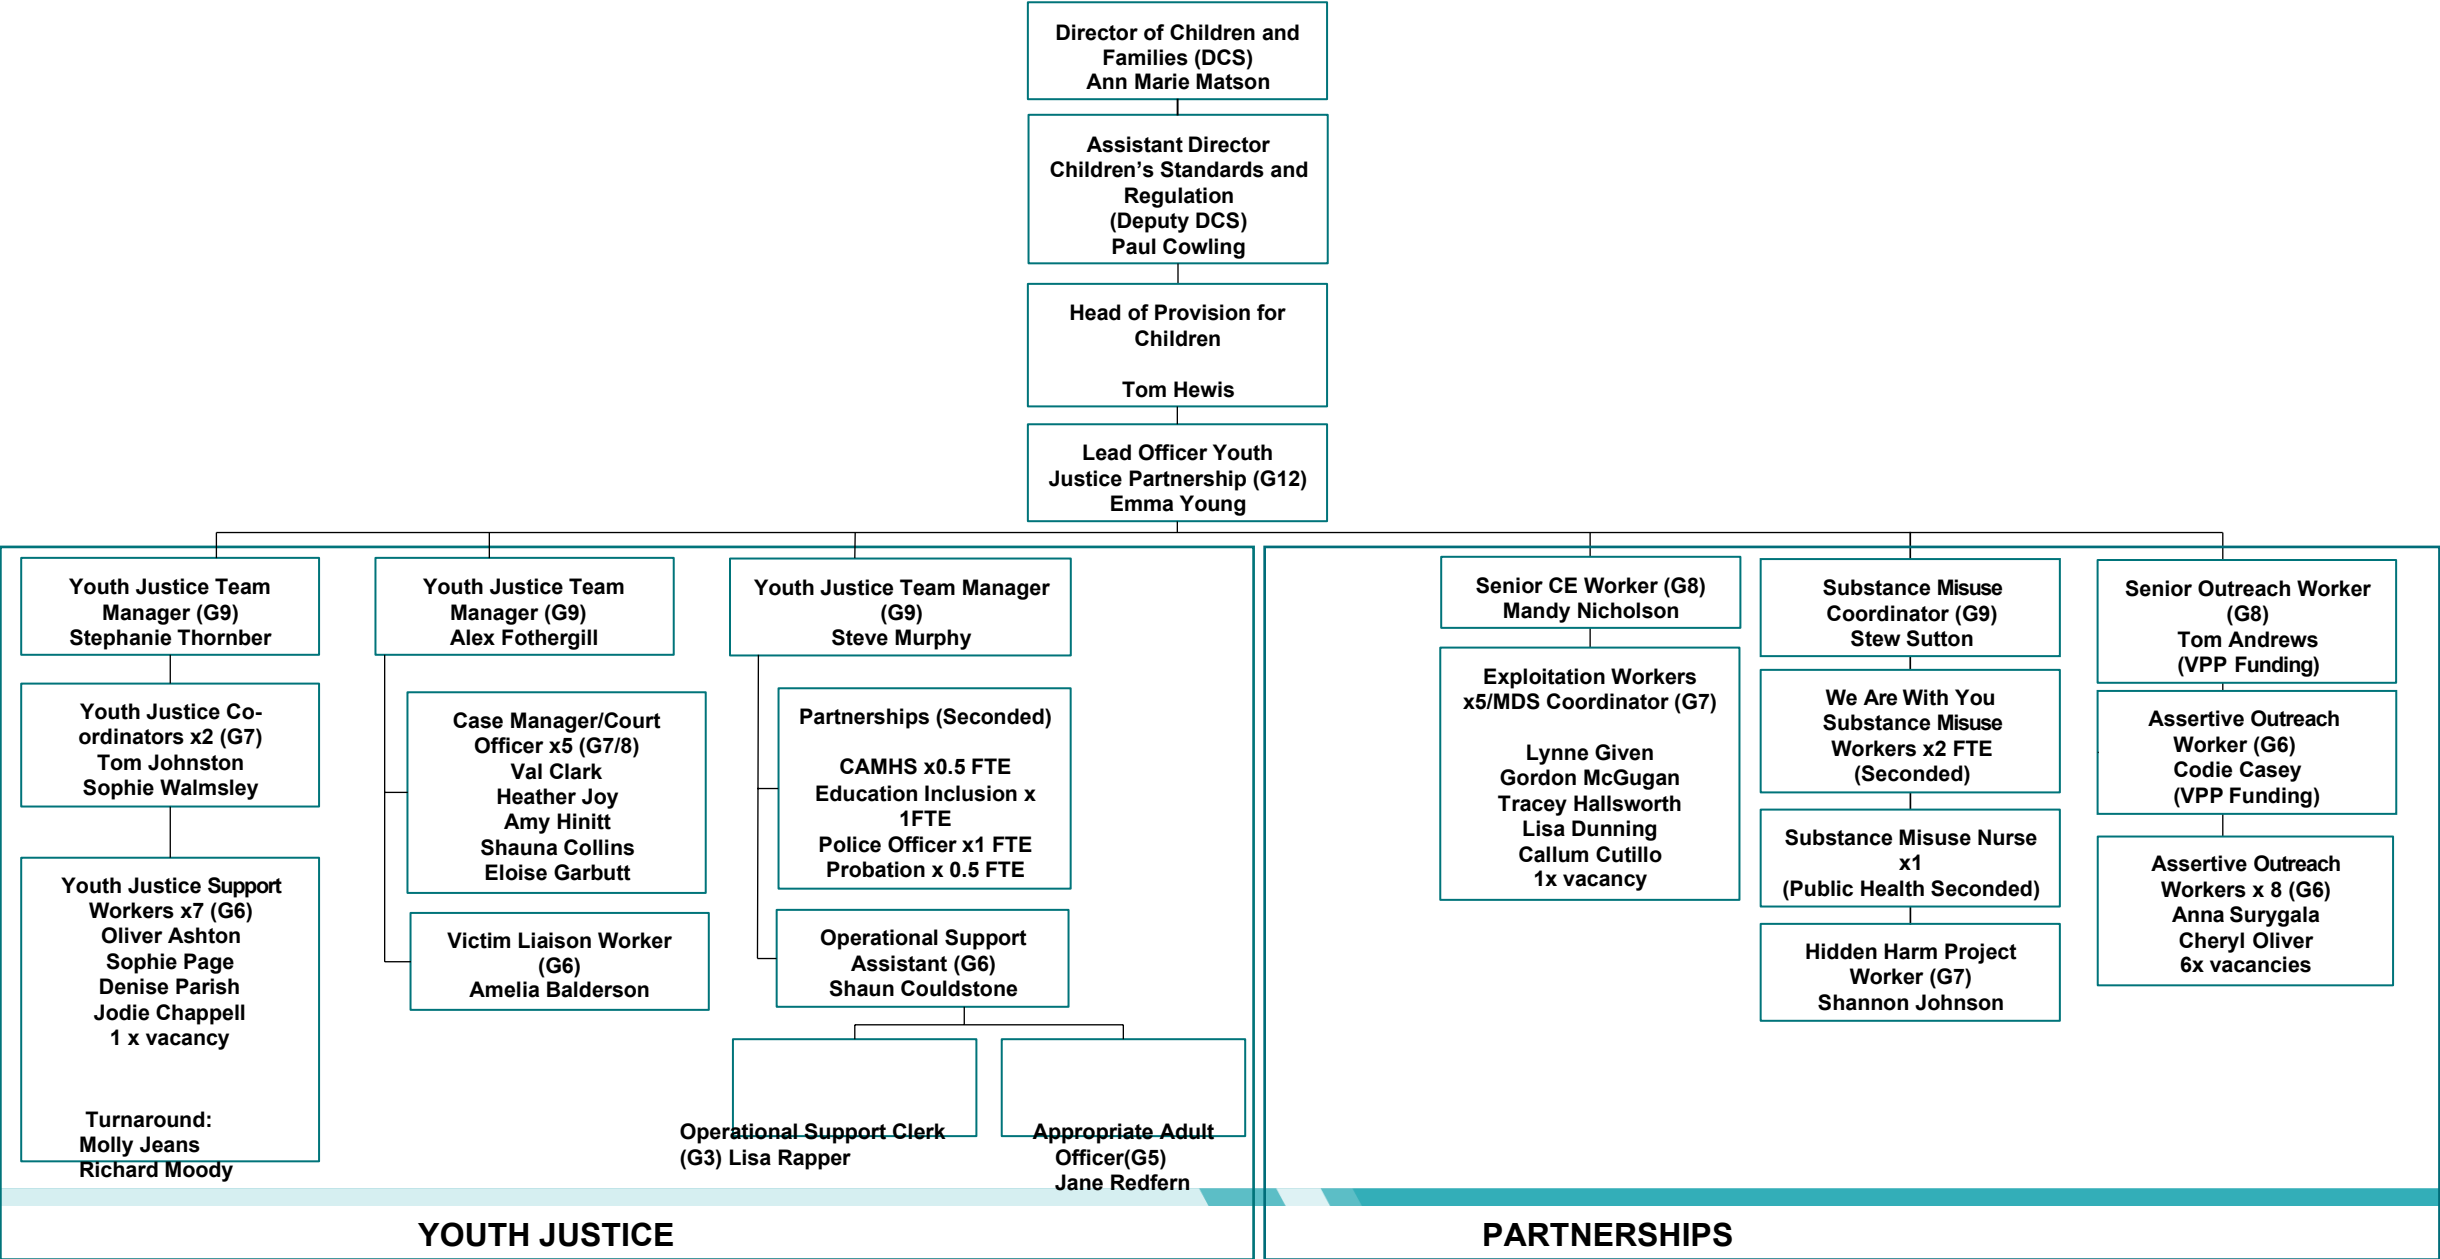 Director of Children and
Families (DCS)
Ann Marie Matson
Assistant Director
Children’s Standards and
Regulation
(Deputy DCS)
Paul Cowling
Head of Provision for
Children
Tom Hewis
Lead Officer Youth
Justice Partnership (G12)
Emma Young
Youth Justice Team
Manager (G9)
Stephanie Thornber
Youth Justice Co-
ordinators x2 (G7)
Tom Johnston
Sophie Walmsley
Youth Justice Support
Workers x7 (G6)
Oliver Ashton
Sophie Page
Denise Parish
Jodie Chappell
1 x vacancy
Turnaround:
Molly Jeans
Richard Moody
Youth Justice Team
Manager (G9)
Alex Fothergill
Case Manager/Court
Officer x5 (G7/8)
Val Clark
Heather Joy
Amy Hinitt
Shauna Collins
Eloise Garbutt
Victim Liaison Worker
(G6)
Amelia Balderson
Youth Justice Team Manager
(G9)
Steve Murphy
Partnerships (Seconded)
CAMHS x0.5 FTE
Education Inclusion x
1FTE
Police Officer x1 FTE
Probation x 0.5 FTE
Operational Support
Assistant (G6)
Shaun Couldstone
Operational Support Clerk
(G3) Lisa Rapper
Appropriate Adult
Officer(G5)
Jane Redfern
YOUTH JUSTICE
Senior CE Worker (G8)
Mandy Nicholson
Exploitation Workers
x5/MDS Coordinator (G7)
Lynne Given
Gordon McGugan
Tracey Hallsworth
Lisa Dunning
Callum Cutillo
1x vacancy
Substance Misuse
Coordinator (G9)
Stew Sutton
We Are With You
Substance Misuse
Workers x2 FTE
(Seconded)
Substance Misuse Nurse
x1
(Public Health Seconded)
Hidden Harm Project
Worker (G7)
Shannon Johnson
Senior Outreach Worker
(G8)
Tom Andrews
(VPP Funding)
Assertive Outreach
Worker (G6)
Codie Casey
(VPP Funding)
Assertive Outreach
Workers x 8 (G6)
Anna Surygala
Cheryl Oliver
6x vacancies
PARTNERSHIPS